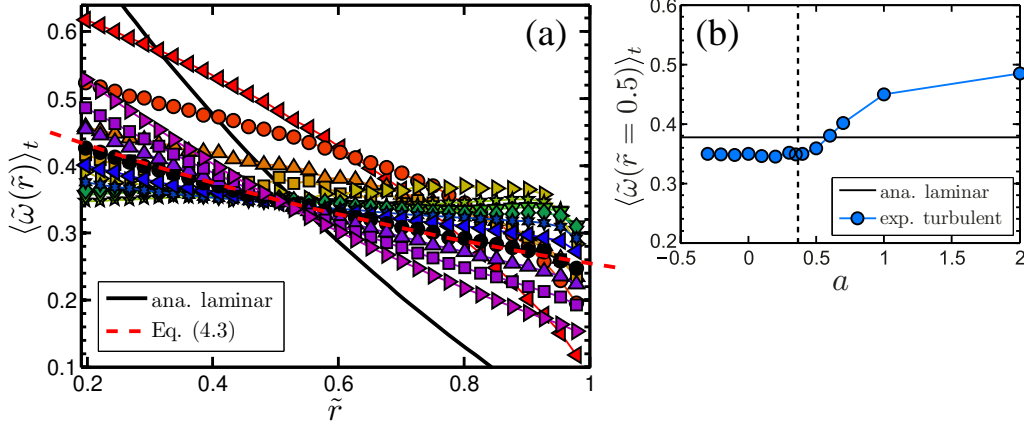 (a)
0.6
0.5
0.4
0.3
0.2
0.1
⟨ω̃(r̃)⟩t
ana. laminar
Eq. (4.3)
0.2 0.4 0.6 0.8 1
r̃
(b)
0.6
0.5
0.4
0.3
0.2
⟨ω̃(r̃ = 0.5)⟩t
ana. laminar
exp. turbulent
−0.5 0 0.5 1 1.5 2
a